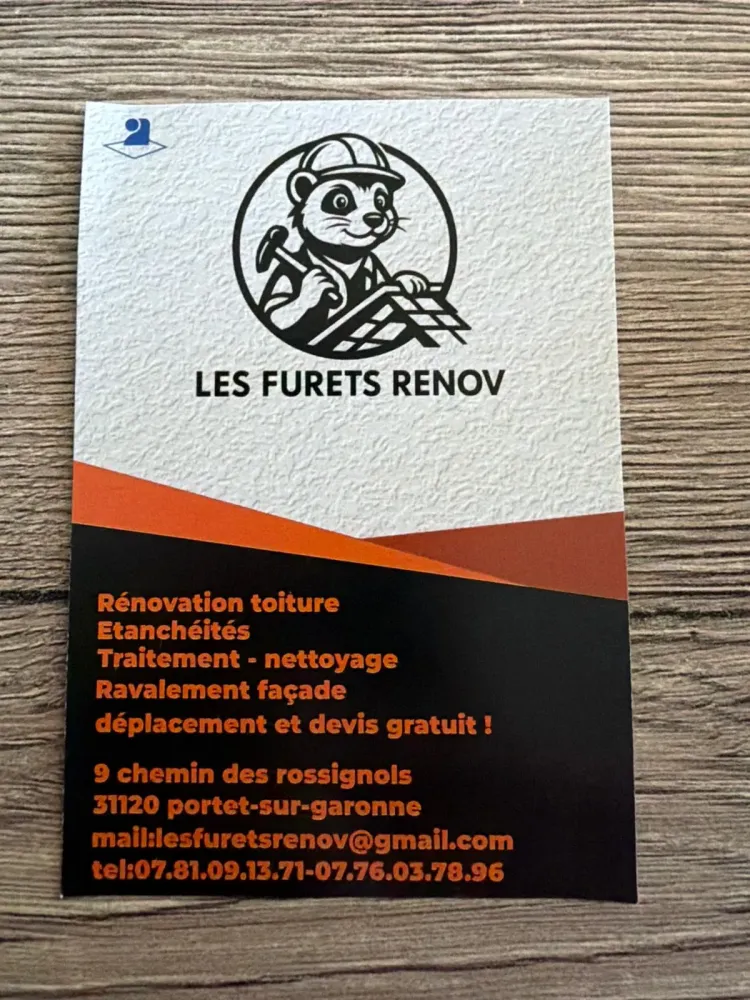 LES FURETS RENOV
Rénovation toiture
Etanchéités
Traitement - nettoyage
Ravalement façade
déplacement et devis gratuit !
9 chemin des rossignols
31120 portet-sur-garonne
mail:lesfuretsrenov@gmail.com
tel:07.81.09.13.71-07.76.03.78.96